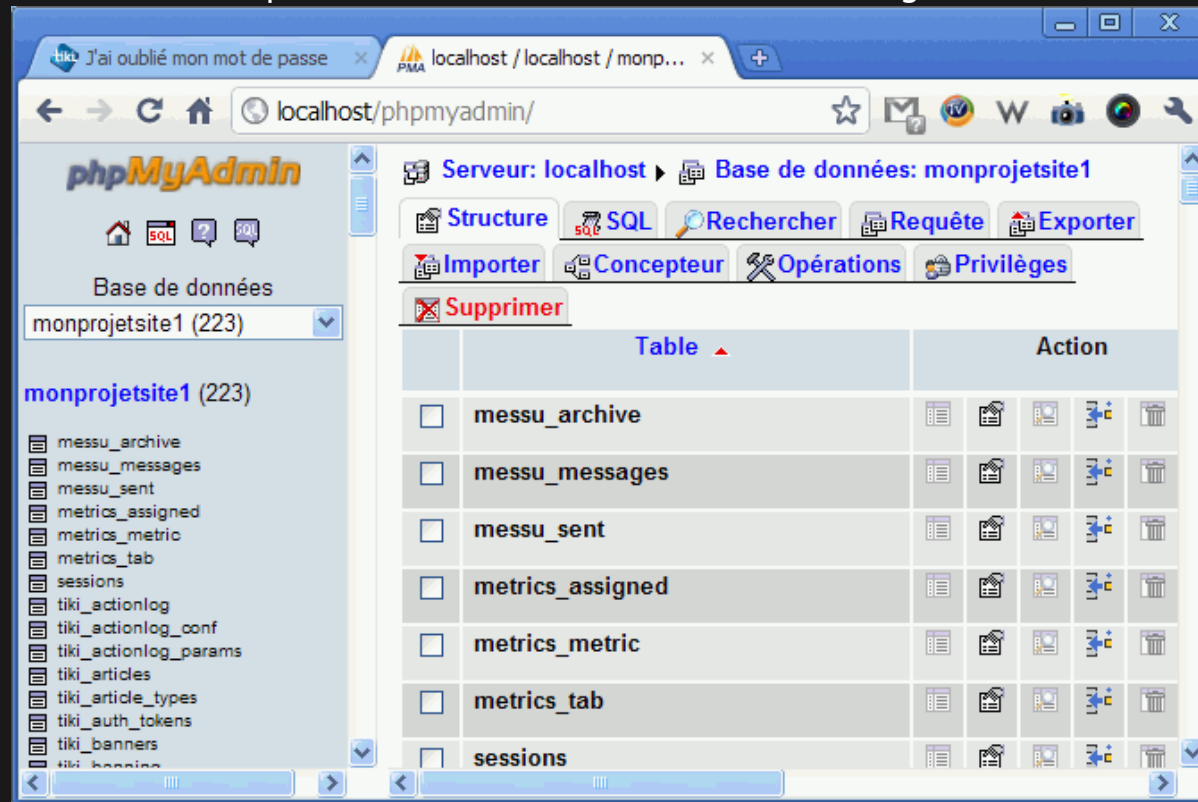 J'ai oublié mon mot de passe
localhost / localhost / monp...
localhost/phpmyadmin/
phpMyAdmin
Base de données
monprojetsite1 (223)
monprojetsite1 (223)
messu_archive
messu_messages
messu_sent
metrics_assigned
metrics_metric
metrics_tab
sessions
tiki_actionlog
tiki_actionlog_conf
tiki_actionlog_params
tiki_articles
tiki_article_types
tiki_auth_tokens
tiki_banners
Serveur: localhost Base de données: monprojetsite1
Structure SQL Rechercher Requête Exporter
Importer Concepteur Opérations Privilèges
Supprimer
Table Action
messu_archive
messu_messages
messu_sent
metrics_assigned
metrics_metric
metrics_tab
sessions